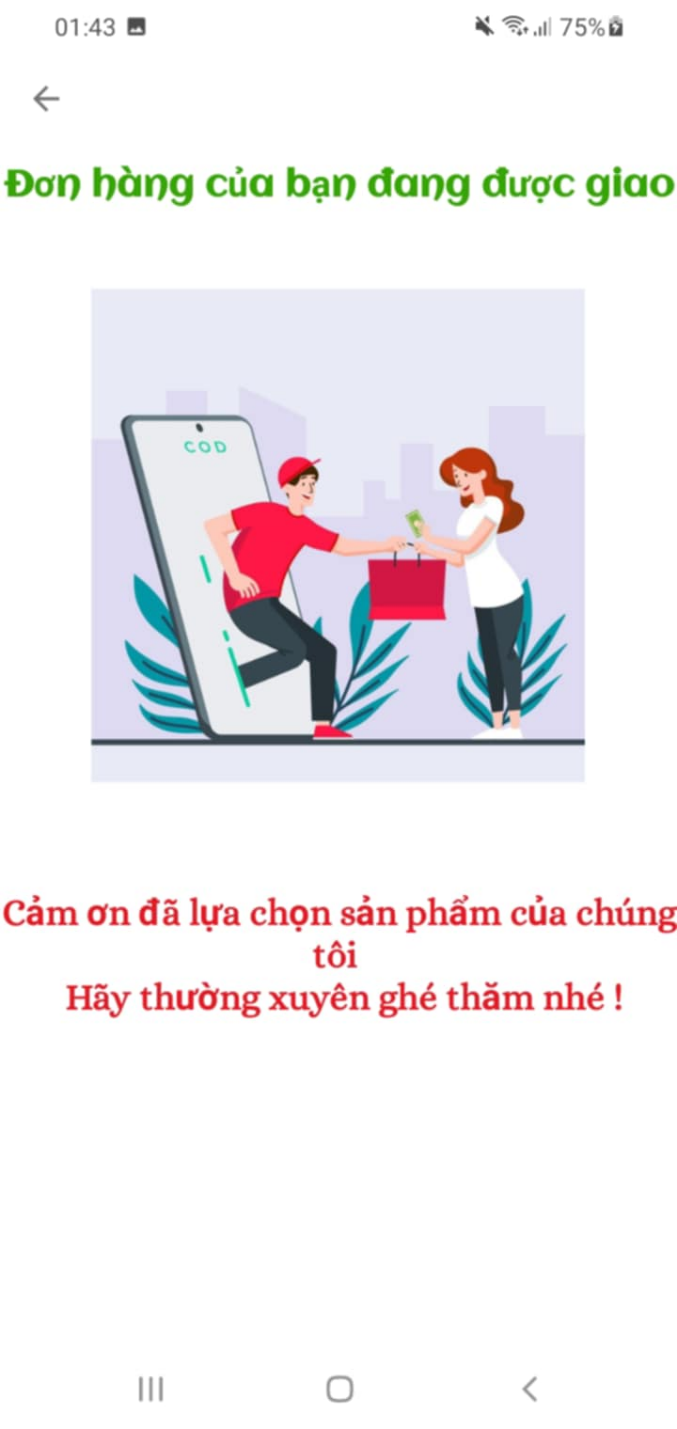 01:43
75%
Đơn hàng của bạn đang được giao
COD
Cảm ơn đã lựa chọn sản phẩm của chúng
tôi
Hãy thường xuyên ghé thăm nhé !